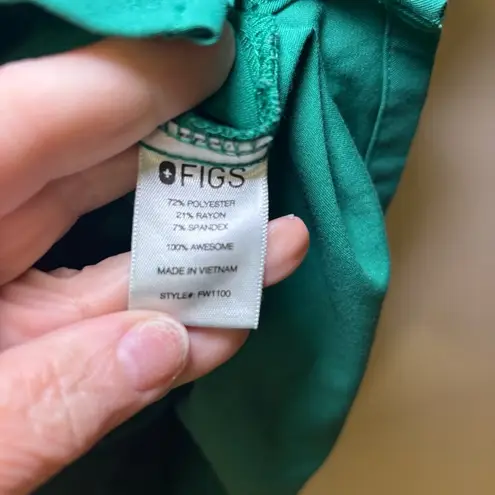 FIGS
72% POLYESTER
21% RAYON
7% SPANDEX
100% AWESOME
MADE IN VIETNAM
STYLE#: FW1100